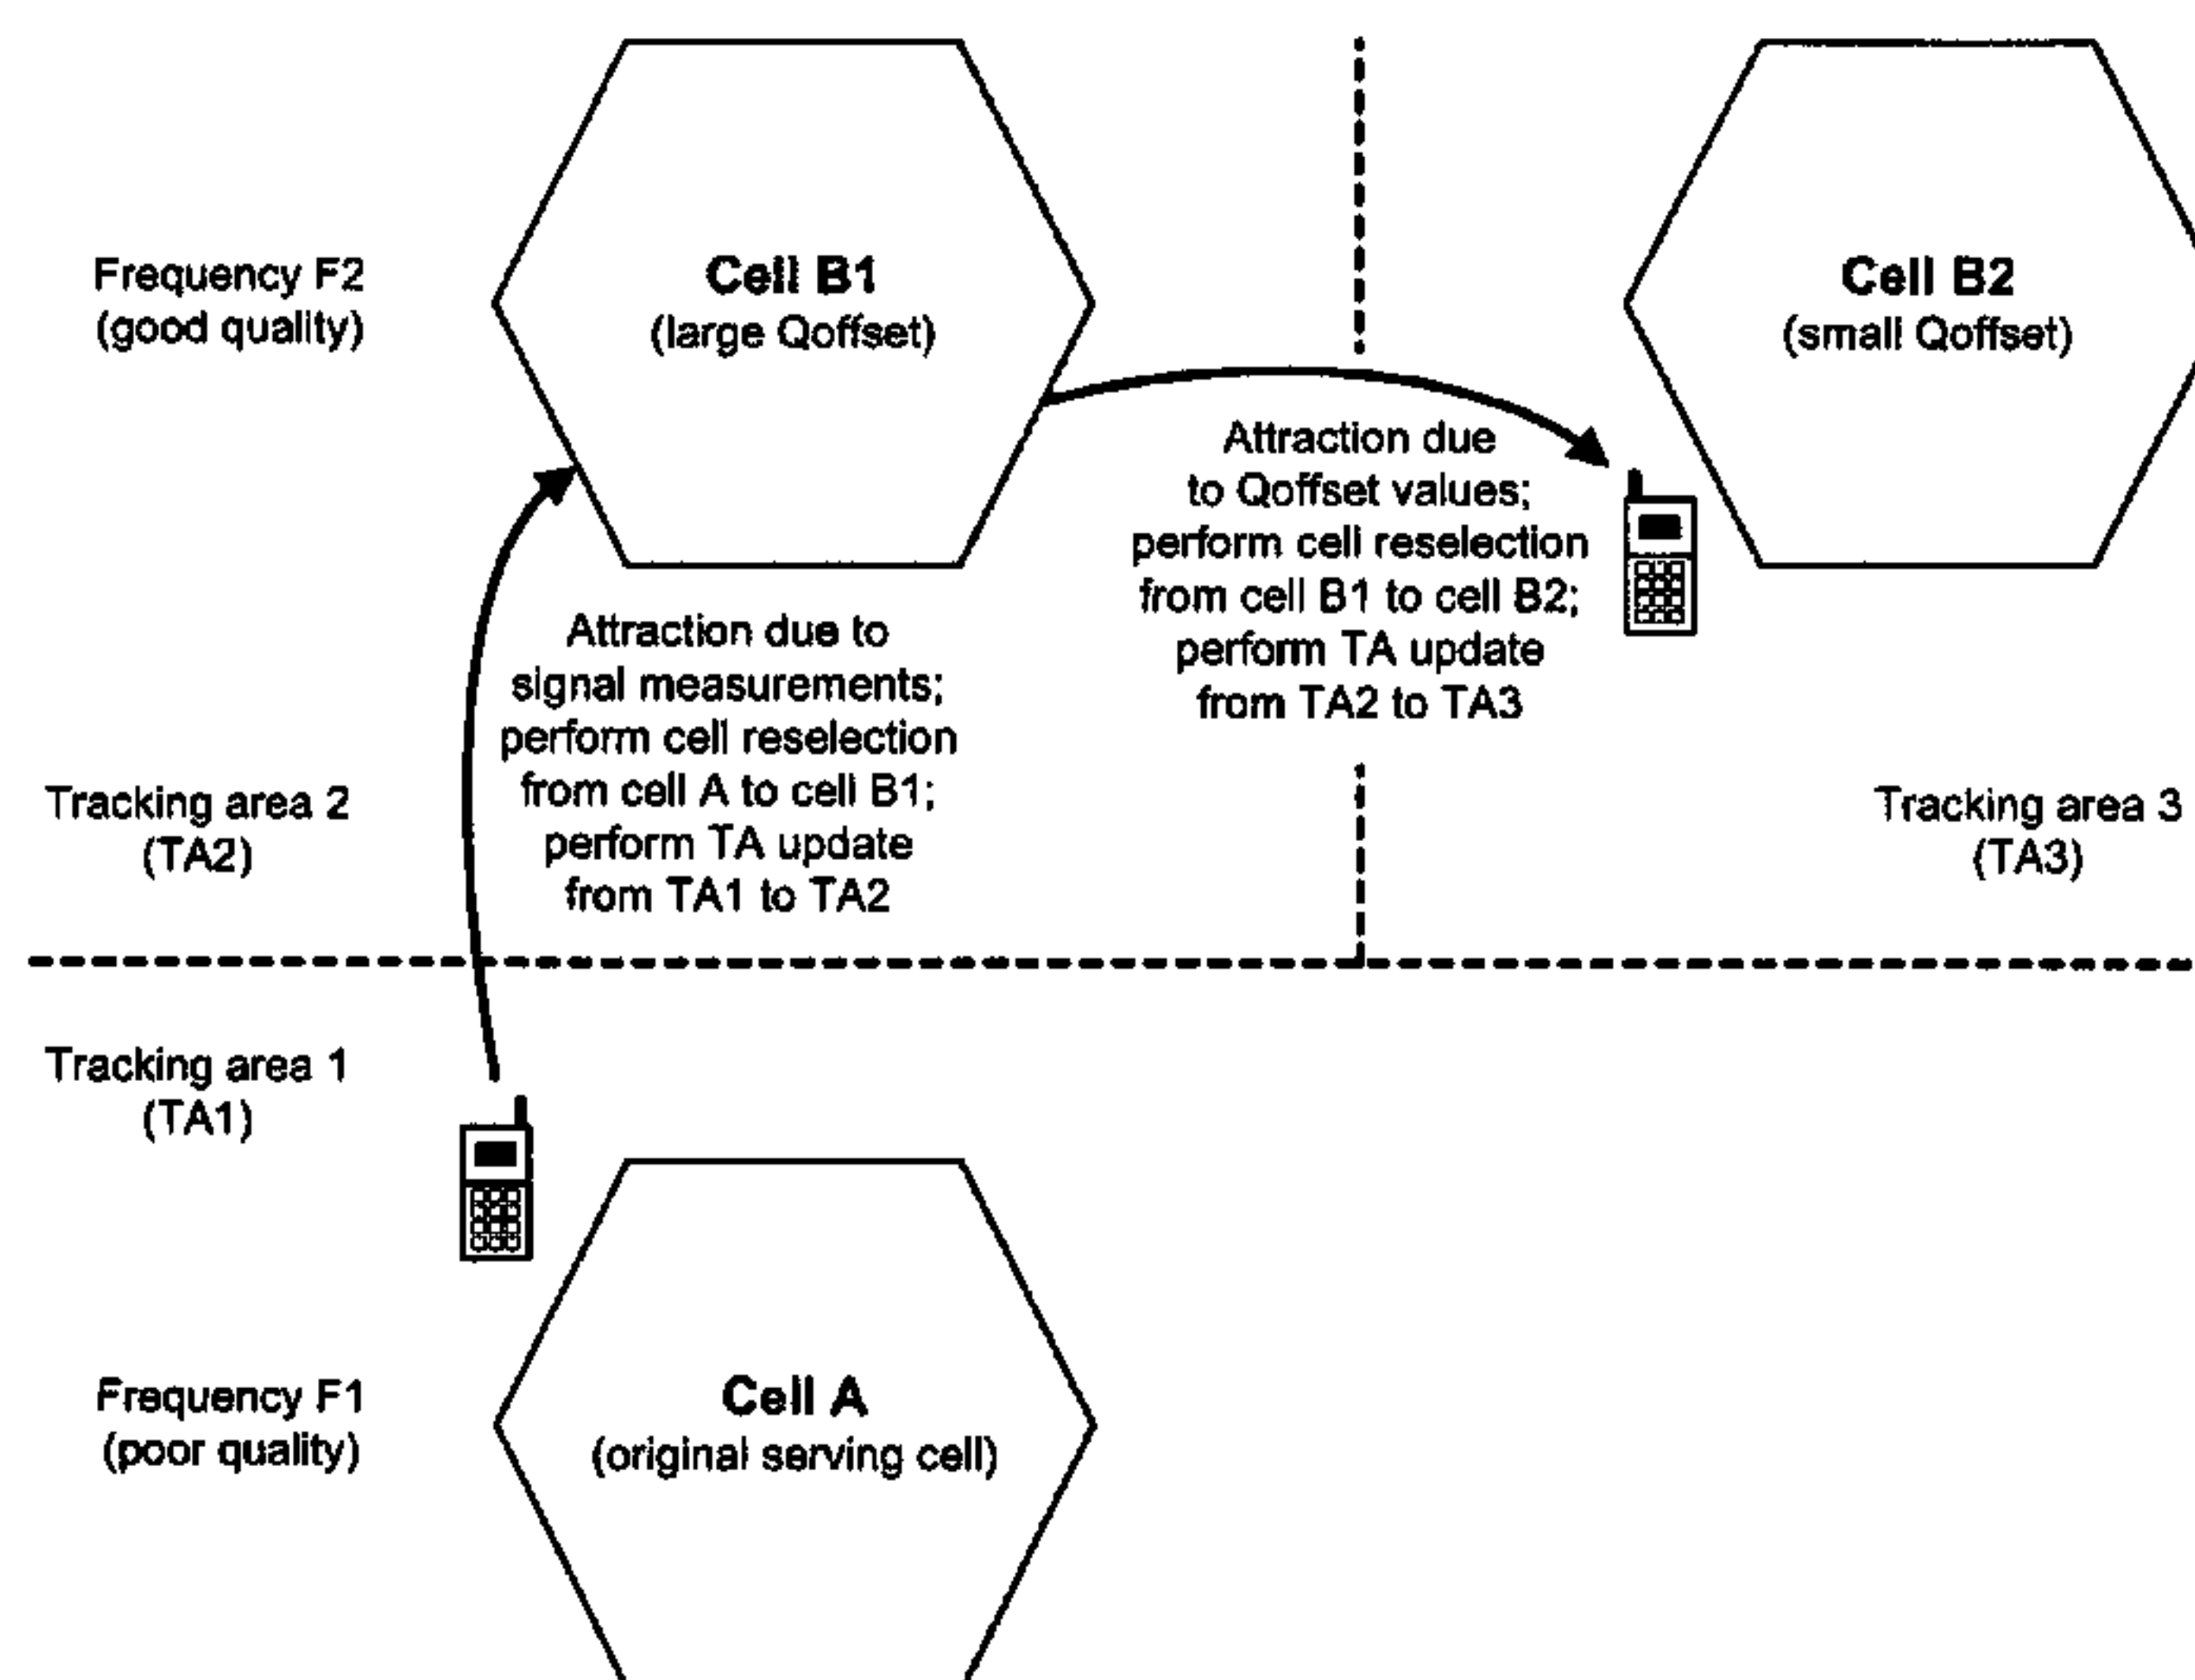 Frequency F2
(good quality)
Cell B1
(large Qoffset)
Cell B2
(small Qoffset)
Attraction due
to Qoffset values;
perform cell reselection
from cell B1 to cell B2;
perform TA update
from TA2 to TA3
Attraction due to
signal measurements;
perform cell reselection
from cell A to cell B1;
perform TA update
from TA1 to TA2
Tracking area 2
(TA2)
Tracking area 3
(TA3)
Tracking area 1
(TA1)
Frequency F1
(poor quality)
Cell A
(original serving cell)